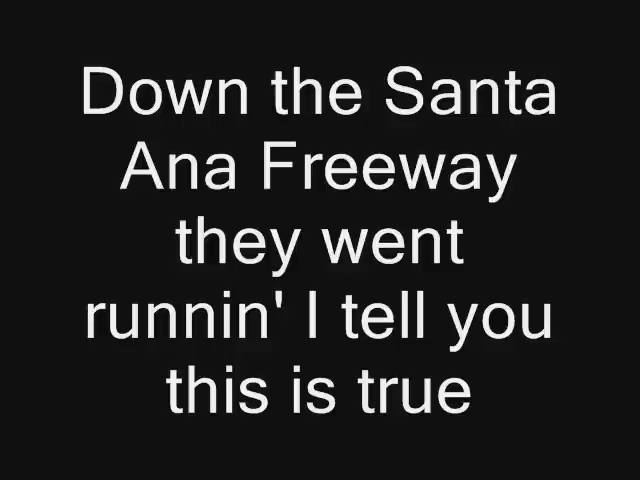 Down the Santa
Ana Freeway
they went
runnin' I tell you
this is true